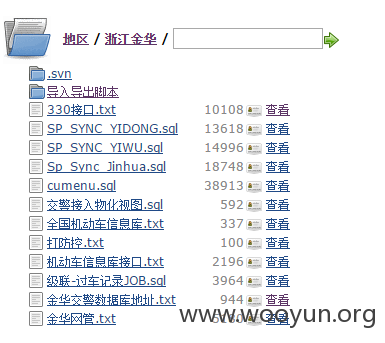 地区 / 浙江金华 /
.svn
导入导出脚本
330接口.txt 10108 查看
SP_SYNC_YIDONG.sql 13618 查看
SP_SYNC_YIWU.sql 14996 查看
Sp_Sync_Jinhua.sql 18748 查看
cumenu.sql 38913 查看
交警接入物化视图.sql 592 查看
全国机动车信息库.txt 337 查看
打防控.txt 100 查看
机动车信息库接口.txt 2196 查看
级联-过车记录JOB.sql 3964 查看
金华交警数据库地址.txt 944 查看
金华网管.txt 查看
www.wooyun.org